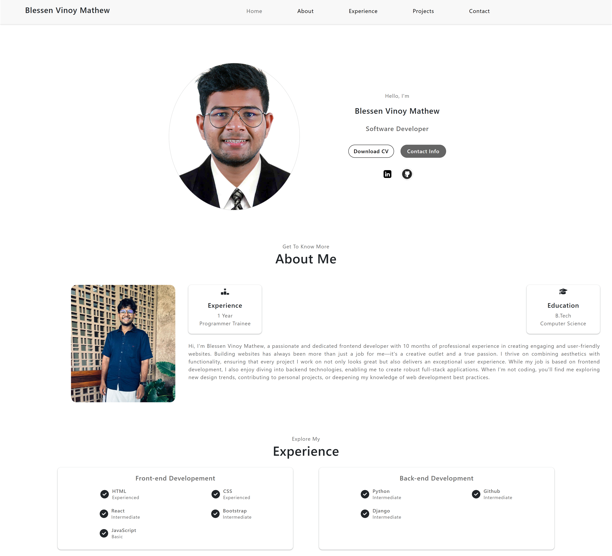 Blessen Vinoy Mathew
Home About Experience Projects Contact
Hello, I'm
Blessen Vinoy Mathew
Software Developer
Download CV Contact Info
in
Get To Know More
About Me
Experience
1 Year
Programmer Trainee
Education
B.Tech
Computer Science
Hi, I'm Blessen Vinoy Mathew, a passionate and dedicated frontend developer with 10 months of professional experience in creating engaging and user-friendly
websites. Building websites has always been more than just a job for me—it's a creative outlet and a true passion. I thrive on combining aesthetics with
functionality, ensuring that every project I work on not only looks great but also delivers an exceptional user experience. While my job is based on frontend
development, I also enjoy diving into backend technologies, enabling me to create robust full-stack applications. When I'm not coding, you'll find me exploring
new design trends, contributing to personal projects, or deepening my knowledge of web development best practices.
Explore My
Experience
Front-end Developement
HTML
Experienced
CSS
Experienced
React
Intermediate
Bootstrap
Intermediate
JavaScript
Basic
Back-end Development
Python
Intermediate
Github
Intermediate
Django
Intermediate